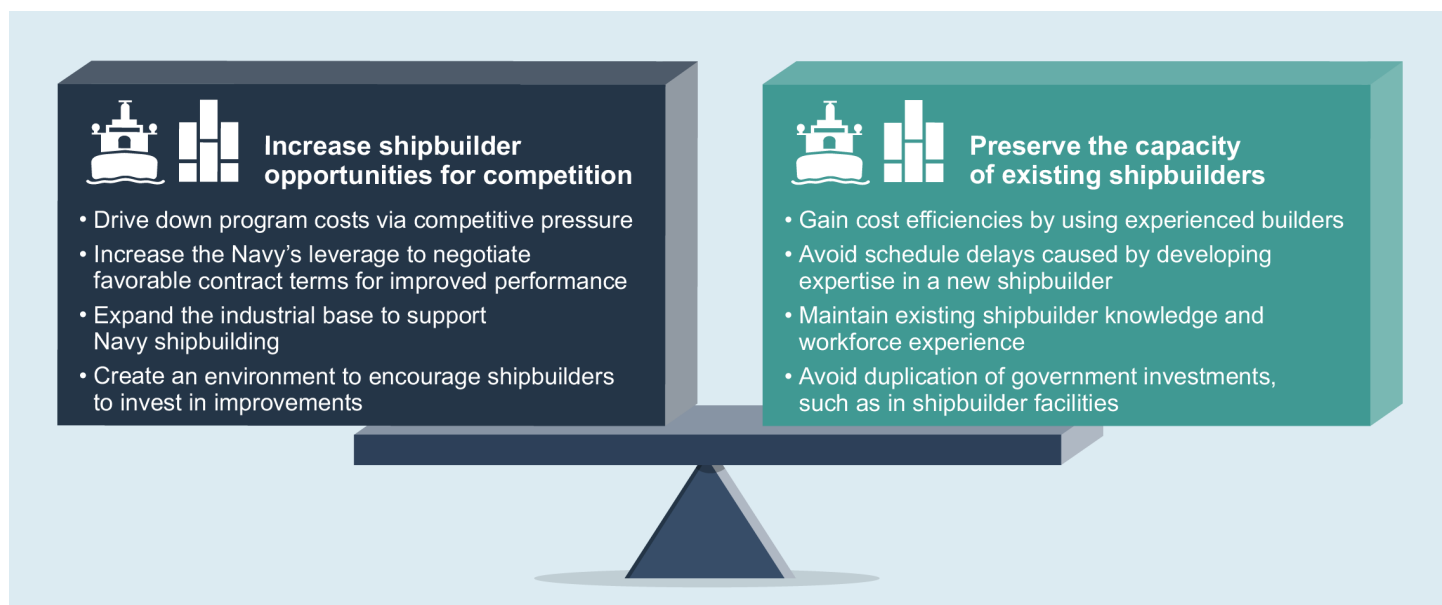 Increase shipbuilder
opportunities for competition
• Drive down program costs via competitive pressure
• Increase the Navy’s leverage to negotiate
favorable contract terms for improved performance
• Expand the industrial base to support
Navy shipbuilding
• Create an environment to encourage shipbuilders
to invest in improvements
Preserve the capacity
of existing shipbuilders
• Gain cost efficiencies by using experienced builders
• Avoid schedule delays caused by developing
expertise in a new shipbuilder
• Maintain existing shipbuilder knowledge and
workforce experience
• Avoid duplication of government investments,
such as in shipbuilder facilities